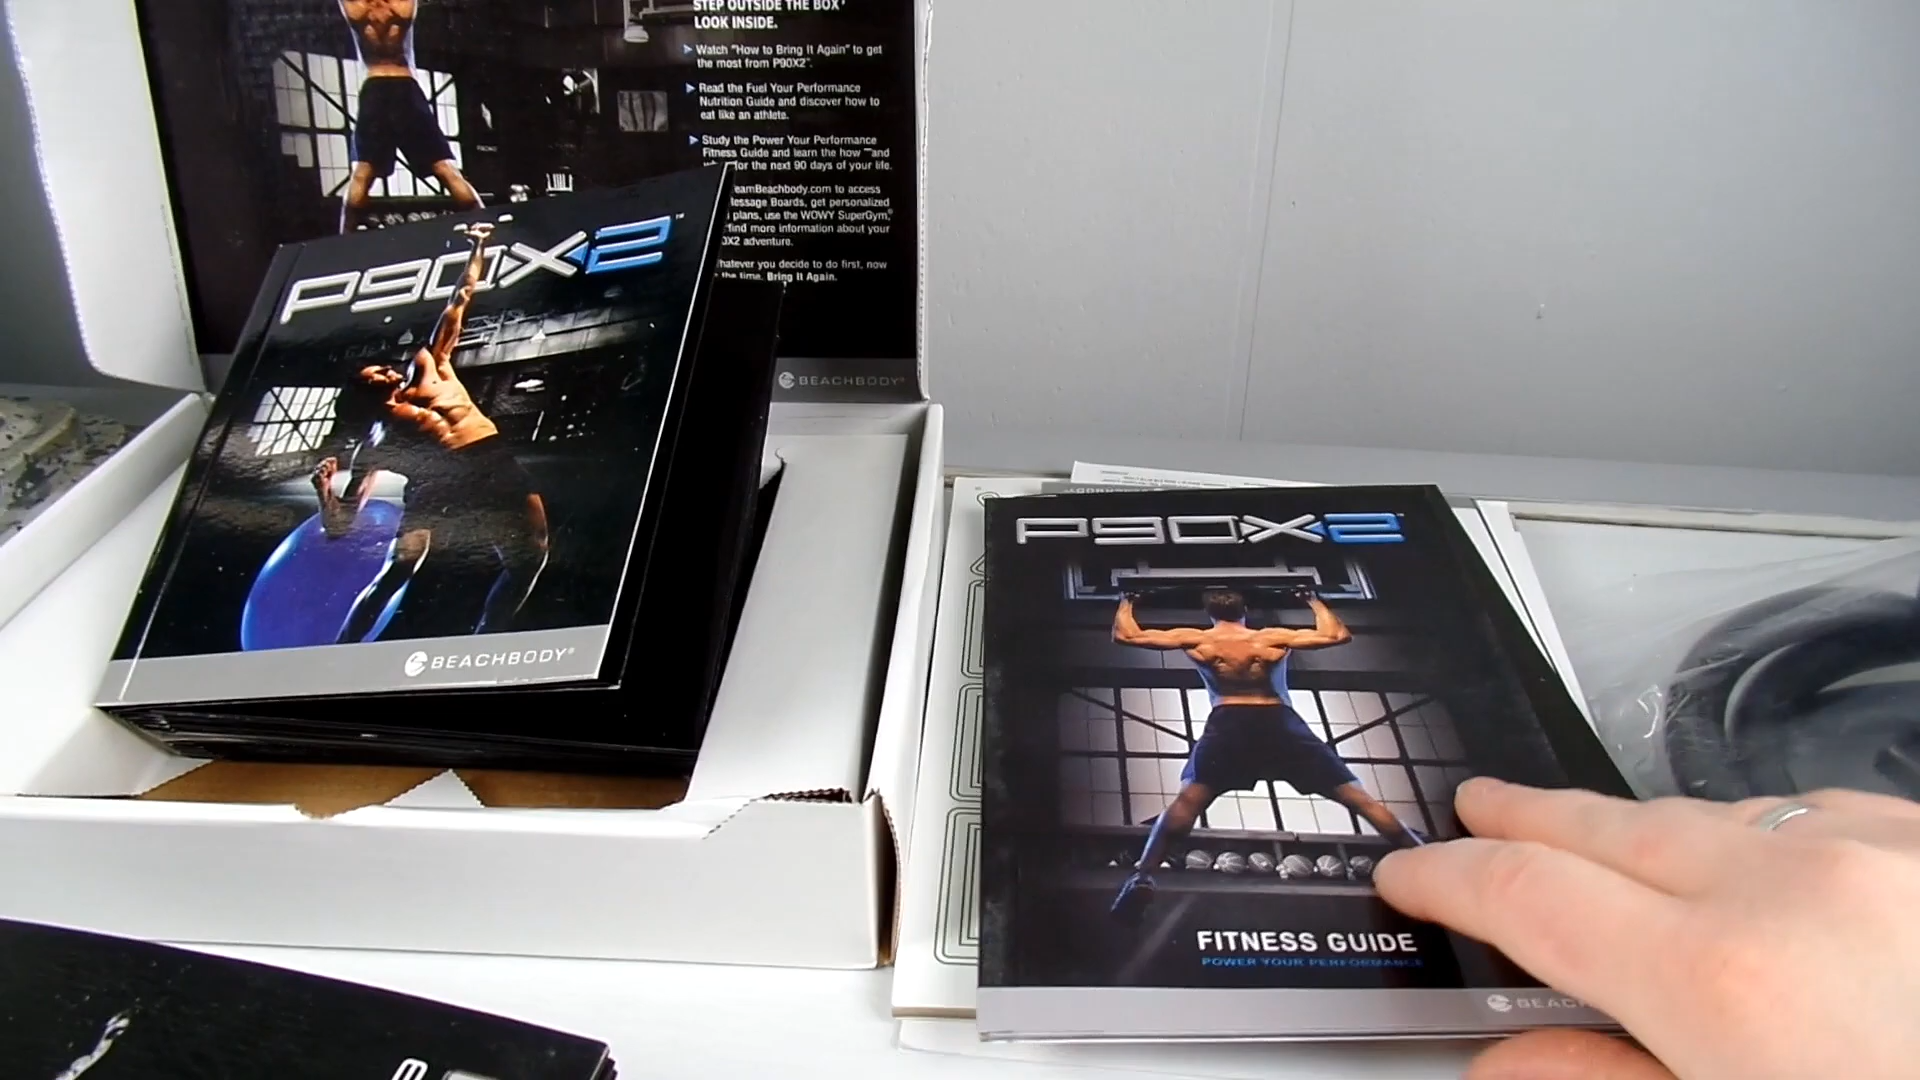 STEP OUTSIDE THE BOX,
LOOK INSIDE.
Watch "How to Bring It Again" to get
the most from P90X2™.
Read the Fuel Your Performance
Nutrition Guide and discover how to
eat like an athlete.
Study the Power Your Performance
Fitness Guide and learn the how and
for the next 90 days of your life.
eamBeachbody.com to access
lessage Boards, get personalized
plans, use the WOWY SuperGym,®
find more information about your
0X2 adventure.
hatever you decide to do first, now
the time. Bring It Again.
BEACHBODY®
P90X2™
BEACHBODY®
P90X2™
FITNESS GUIDE
POWER YOUR PERFORMANCE
BEACH